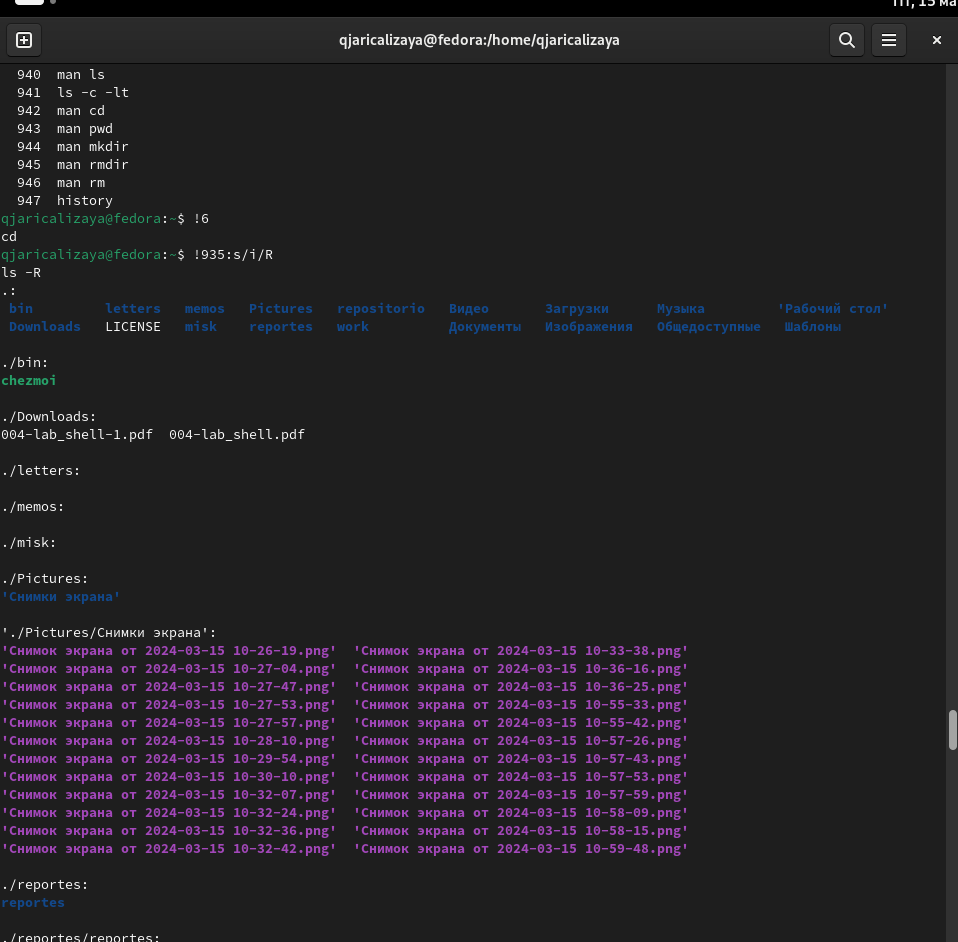 qjaricalizaya@fedora:/home/qjaricalizaya
940  man ls
941  ls -c -lt
942  man cd
943  man pwd
944  man mkdir
945  man rmdir
946  man rm
947  history
qjaricalizaya@fedora:~$ !6
cd
qjaricalizaya@fedora:~$ !935:s/i/R
ls -R
.:
bin  letters  memos  Pictures  repositorio  Видео  Загрузки  Музыка  'Рабочий стол'
Downloads  LICENSE  misk  reportes  work  Документы  Изображения  Общедоступные  Шаблоны
./bin:
chezmoi
./Downloads:
004-lab_shell-1.pdf  004-lab_shell.pdf
./letters:
./memos:
./misk:
./Pictures:
'Снимки экрана'
'./Pictures/Снимки экрана':
'Снимок экрана от 2024-03-15 10-26-19.png'  'Снимок экрана от 2024-03-15 10-33-38.png'
'Снимок экрана от 2024-03-15 10-27-04.png'  'Снимок экрана от 2024-03-15 10-36-16.png'
'Снимок экрана от 2024-03-15 10-27-47.png'  'Снимок экрана от 2024-03-15 10-36-25.png'
'Снимок экрана от 2024-03-15 10-27-53.png'  'Снимок экрана от 2024-03-15 10-55-33.png'
'Снимок экрана от 2024-03-15 10-27-57.png'  'Снимок экрана от 2024-03-15 10-55-42.png'
'Снимок экрана от 2024-03-15 10-28-10.png'  'Снимок экрана от 2024-03-15 10-57-26.png'
'Снимок экрана от 2024-03-15 10-29-54.png'  'Снимок экрана от 2024-03-15 10-57-43.png'
'Снимок экрана от 2024-03-15 10-30-10.png'  'Снимок экрана от 2024-03-15 10-57-53.png'
'Снимок экрана от 2024-03-15 10-32-07.png'  'Снимок экрана от 2024-03-15 10-57-59.png'
'Снимок экрана от 2024-03-15 10-32-24.png'  'Снимок экрана от 2024-03-15 10-58-09.png'
'Снимок экрана от 2024-03-15 10-32-36.png'  'Снимок экрана от 2024-03-15 10-58-15.png'
'Снимок экрана от 2024-03-15 10-32-42.png'  'Снимок экрана от 2024-03-15 10-59-48.png'
./reportes:
reportes
./reportes/reportes: